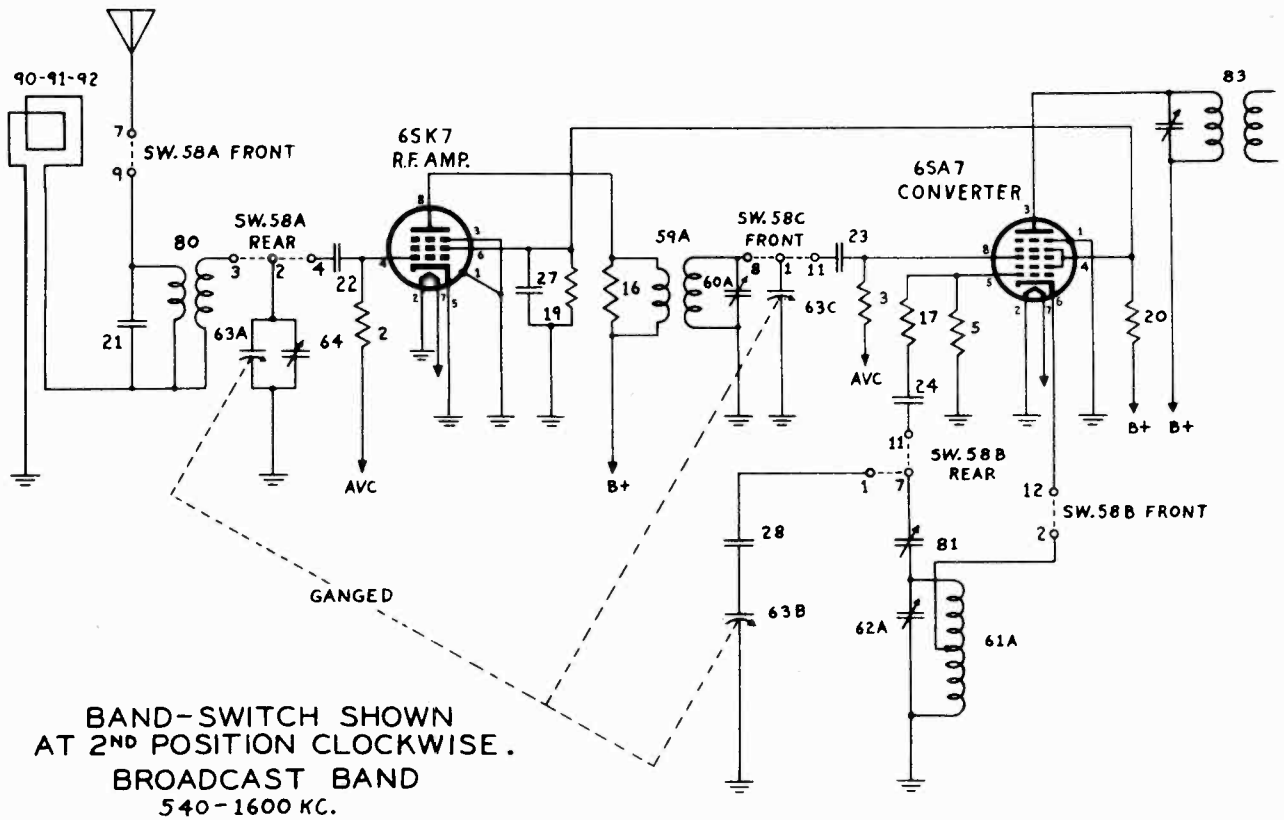 90-91-92
7
SW. 58A FRONT
9
80
SW. 58A
REAR
3
2
4
22
21
63A
64
2
AVC
6SK7
R.F. AMP.
8
3
6
4
1
2
7
5
27
19
16
B+
59A
60A
SW. 58C
FRONT
8
1
11
23
63C
3
AVC
6SA7
CONVERTER
3
1
8
4
5
6
2
7
17
5
24
20
83
B+
B+
11
SW. 58B
REAR
1
7
12
SW. 58B FRONT
2
28
81
63B
62A
61A
GANGED
BAND-SWITCH SHOWN
AT 2ND POSITION CLOCKWISE.
BROADCAST BAND
540-1600 KC.